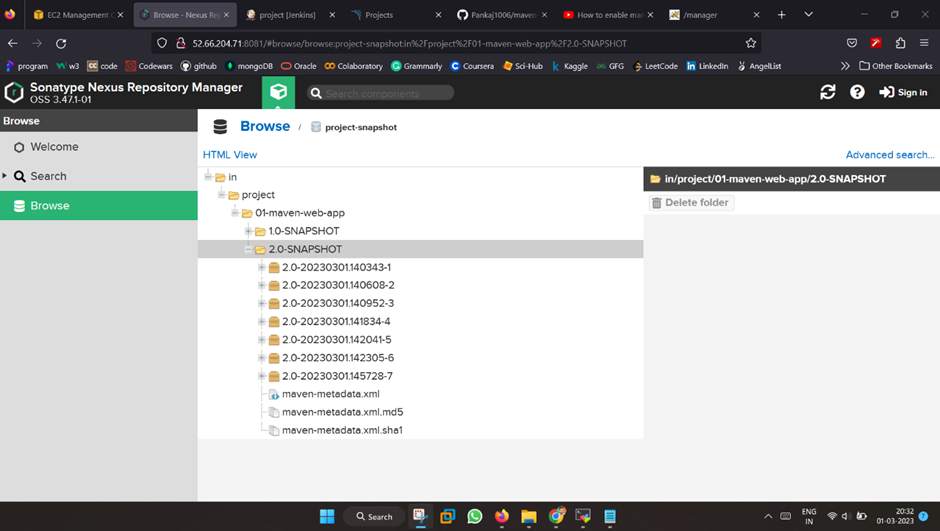 EC2 Management C
Browse - Nexus Repositor
project [Jenkins]
Projects
Pankaj1006/maven-
How to enable man
/manager
52.66.204.71:8081/#browse/browse:project-snapshot:in%2Fproject%2F01-maven-web-app%2F2.0-SNAPSHOT
program
w3
code
Codewars
github
mongoDB
Oracle
Colaboratory
Grammarly
Coursera
Sci-Hub
Kaggle
GFG
LeetCode
LinkedIn
AngelList
Other Bookmarks
Sonatype Nexus Repository Manager
OSS 3.47.1-01
Search components
Sign in
Browse
Welcome
Search
Browse
Browse / project-snapshot
HTML View
Advanced search...
in
project
01-maven-web-app
1.0-SNAPSHOT
2.0-SNAPSHOT
2.0-20230301.140343-1
2.0-20230301.140608-2
2.0-20230301.140952-3
2.0-20230301.141834-4
2.0-20230301.142041-5
2.0-20230301.142305-6
2.0-20230301.145728-7
maven-metadata.xml
maven-metadata.xml.md5
maven-metadata.xml.sha1
in/project/01-maven-web-app/2.0-SNAPSHOT
Delete folder
Search
ENG
IN
20:32
01-03-2023